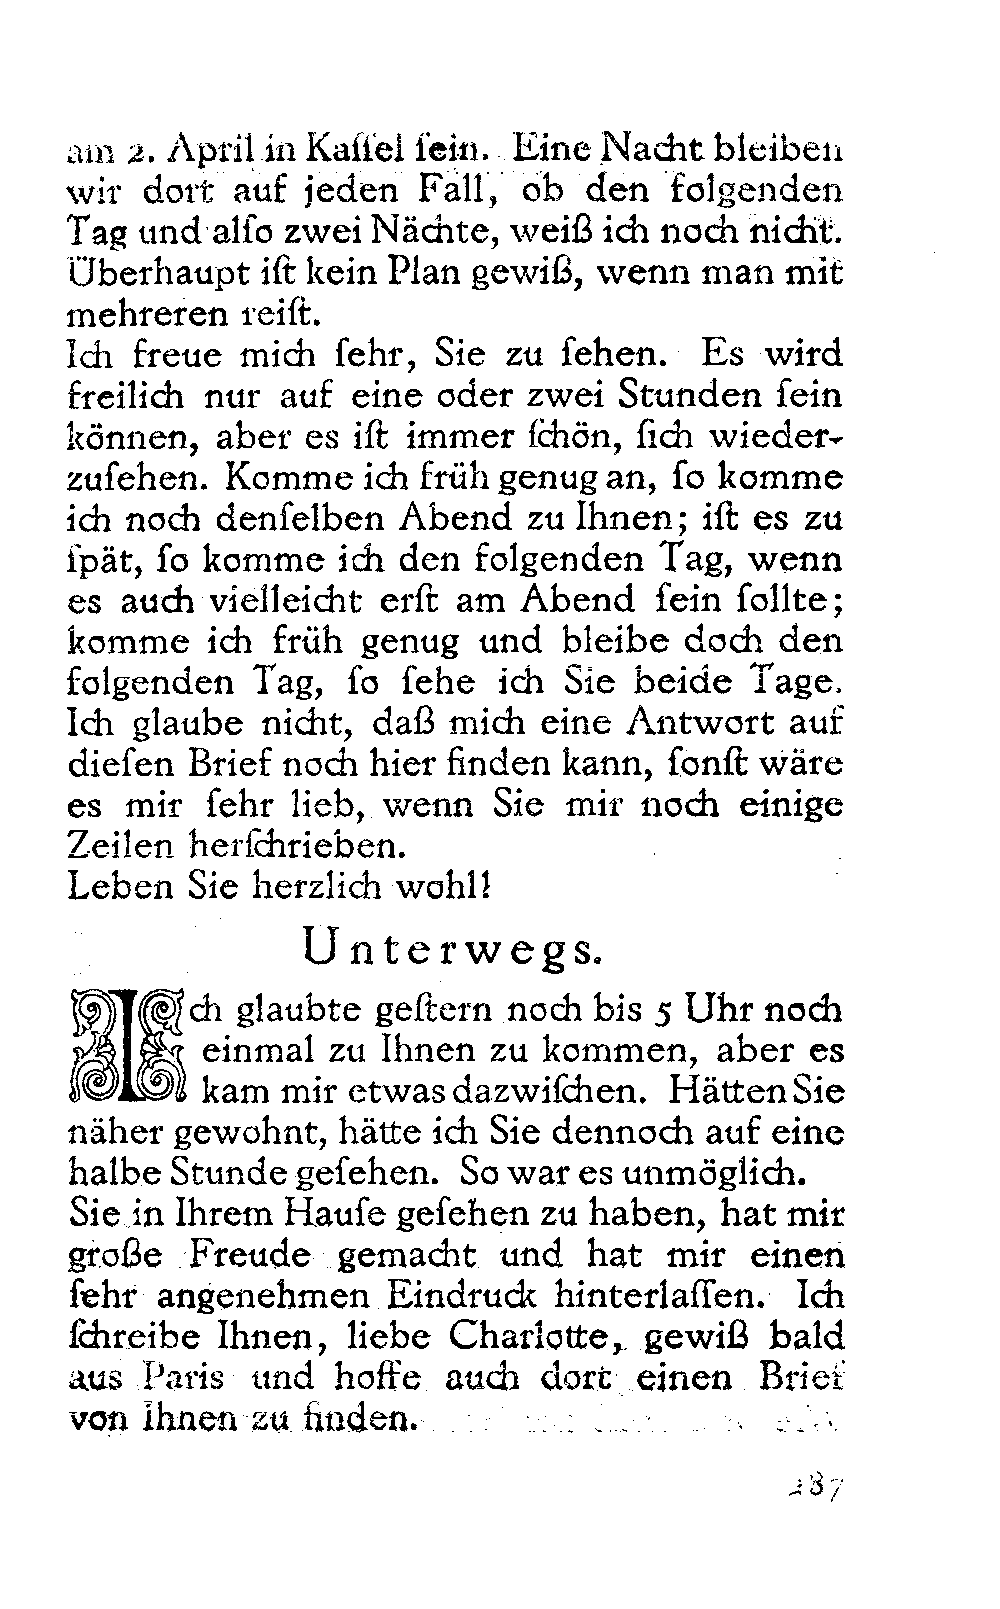 am 2. April in Kaſſel ſein. Eine Nacht bleiben
wir dort auf jeden Fall, ob den folgenden
Tag und alſo zwei Nächte, weiß ich noch nicht.
Überhaupt iſt kein Plan gewiß, wenn man mit
mehreren reiſt.
Ich freue mich ſehr, Sie zu ſehen. Es wird
freilich nur auf eine oder zwei Stunden ſein
können, aber es iſt immer ſchön, ſich wieder-
zuſehen. Komme ich früh genug an, ſo komme
ich noch denſelben Abend zu Ihnen; iſt es zu
ſpät, ſo komme ich den folgenden Tag, wenn
es auch vielleicht erſt am Abend ſein ſollte;
komme ich früh genug und bleibe doch den
folgenden Tag, ſo ſehe ich Sie beide Tage.
Ich glaube nicht, daß mich eine Antwort auf
dieſen Brief noch hier finden kann, ſonſt wäre
es mir ſehr lieb, wenn Sie mir noch einige
Zeilen herſchrieben.
Leben Sie herzlich wohl!
Unterwegs.
Ich glaubte geſtern noch bis 5 Uhr noch
einmal zu Ihnen zu kommen, aber es
kam mir etwas dazwiſchen. Hätten Sie
näher gewohnt, hätte ich Sie dennoch auf eine
halbe Stunde geſehen. So war es unmöglich.
Sie in Ihrem Hauſe geſehen zu haben, hat mir
große Freude gemacht und hat mir einen
ſehr angenehmen Eindruck hinterlaſſen. Ich
ſchreibe Ihnen, liebe Charlotte, gewiß bald
aus Paris und hoffe auch dort einen Brief
von Ihnen zu finden.
287